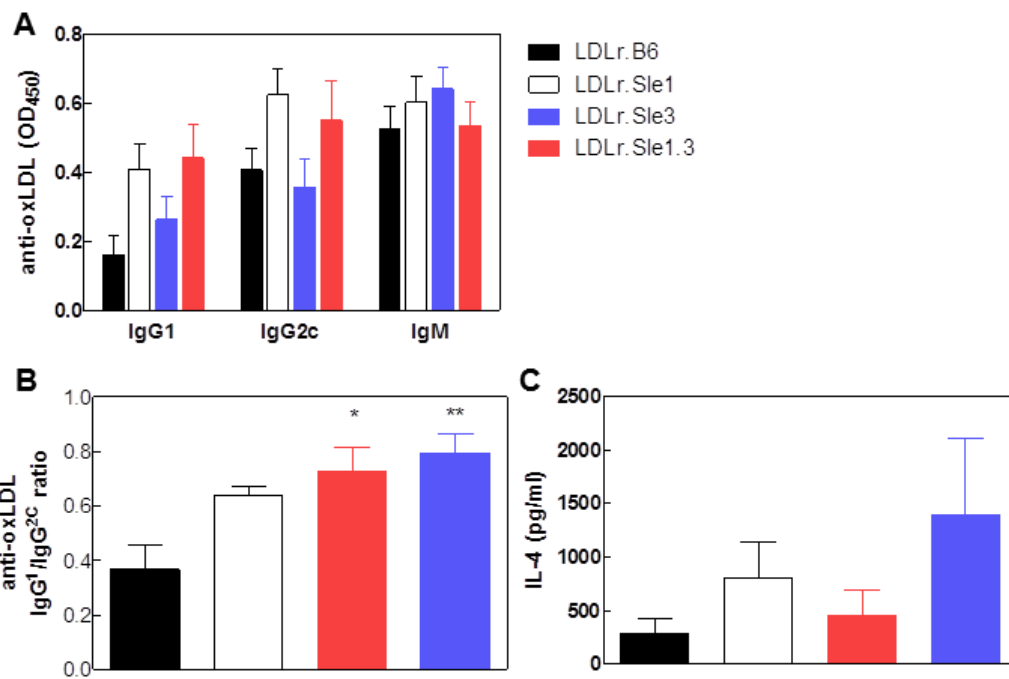 A
anti-oxLDL (OD450)
0.8
0.6
0.4
0.2
0.0
IgG1 IgG2c IgM
LDLr.B6
LDLr.Sle1
LDLr.Sle3
LDLr.Sle1.3
B
anti-oxLDL
IgG1/IgG2C ratio
1.0
0.8
0.6
0.4
0.2
0.0
* **
C
IL-4 (pg/ml)
2500
2000
1500
1000
500
0